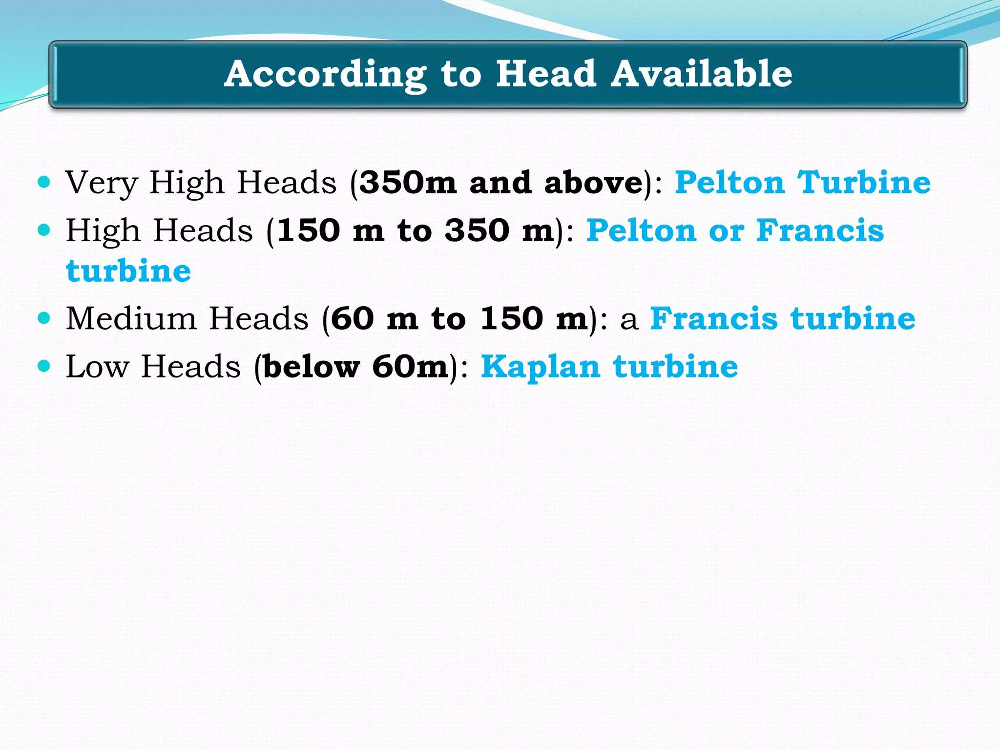 According to Head Available
• Very High Heads (350m and above): Pelton Turbine
• High Heads (150 m to 350 m): Pelton or Francis
turbine
• Medium Heads (60 m to 150 m): a Francis turbine
• Low Heads (below 60m): Kaplan turbine